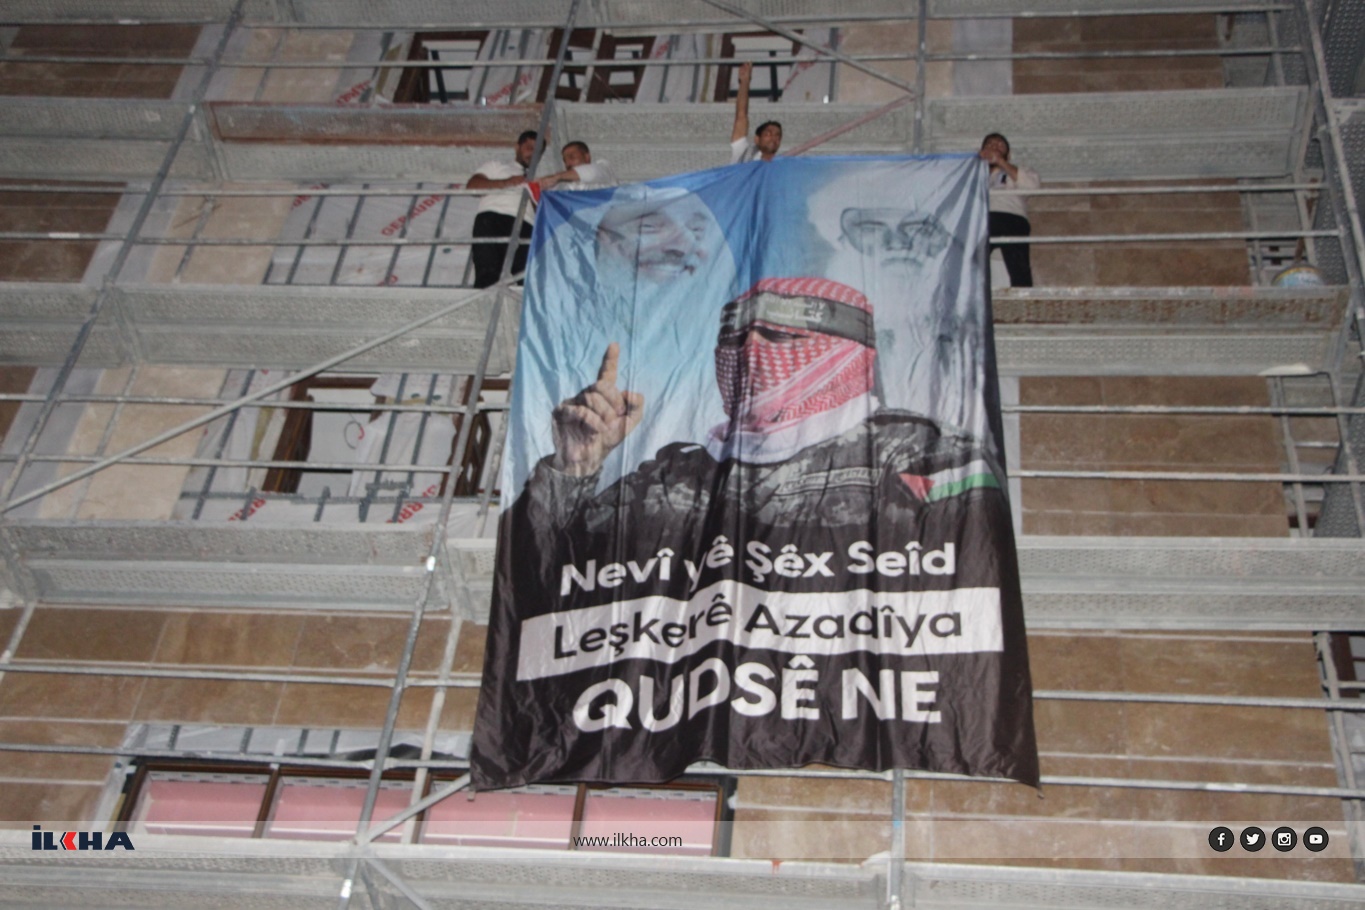 Nevî yê Şêx Seîd
Leşkerê Azadîya
QUDSÊ NE
İLKHA
www.ilkha.com